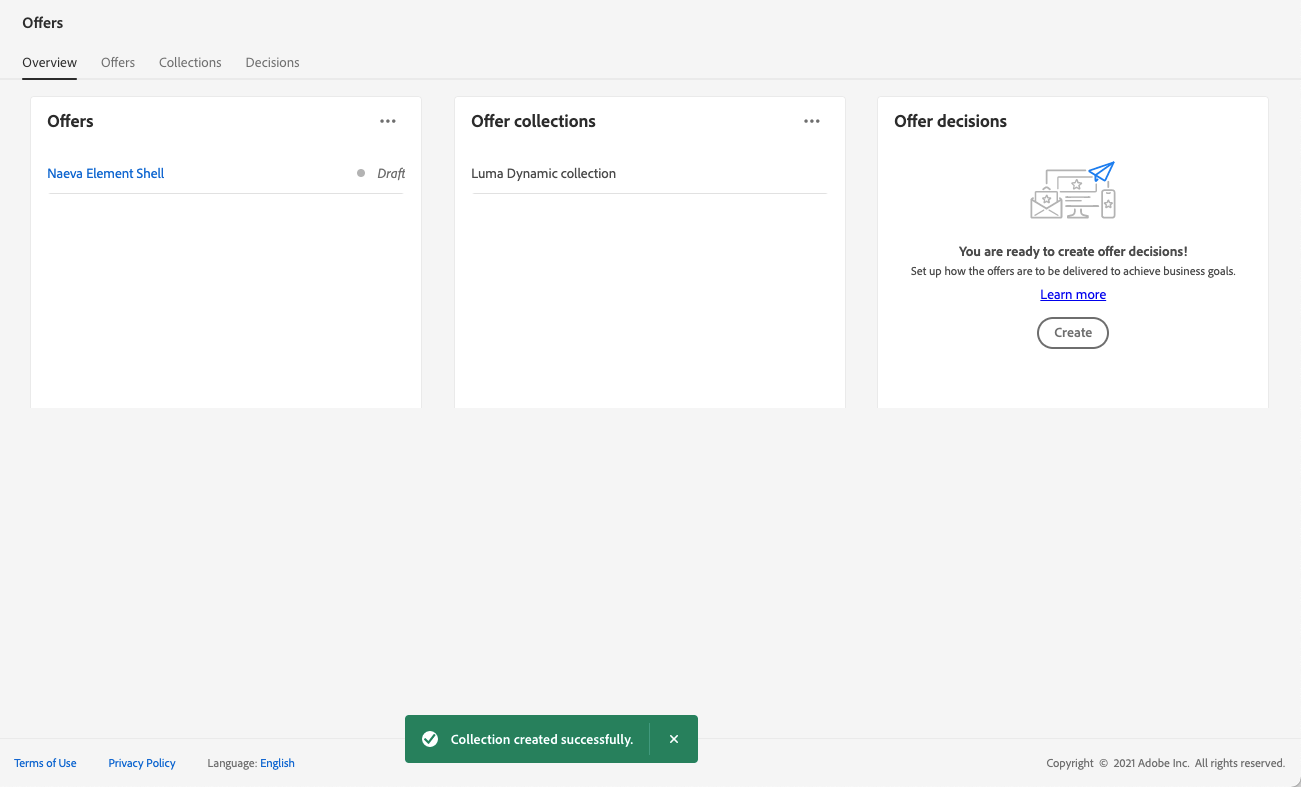 Offers
Overview Offers Collections Decisions
Offers
Naeva Element Shell Draft
Offer collections
Luma Dynamic collection
Offer decisions
You are ready to create offer decisions!
Set up how the offers are to be delivered to achieve business goals.
Learn more
Create
Collection created successfully.
Terms of Use Privacy Policy Language: English Copyright © 2021 Adobe Inc. All rights reserved.